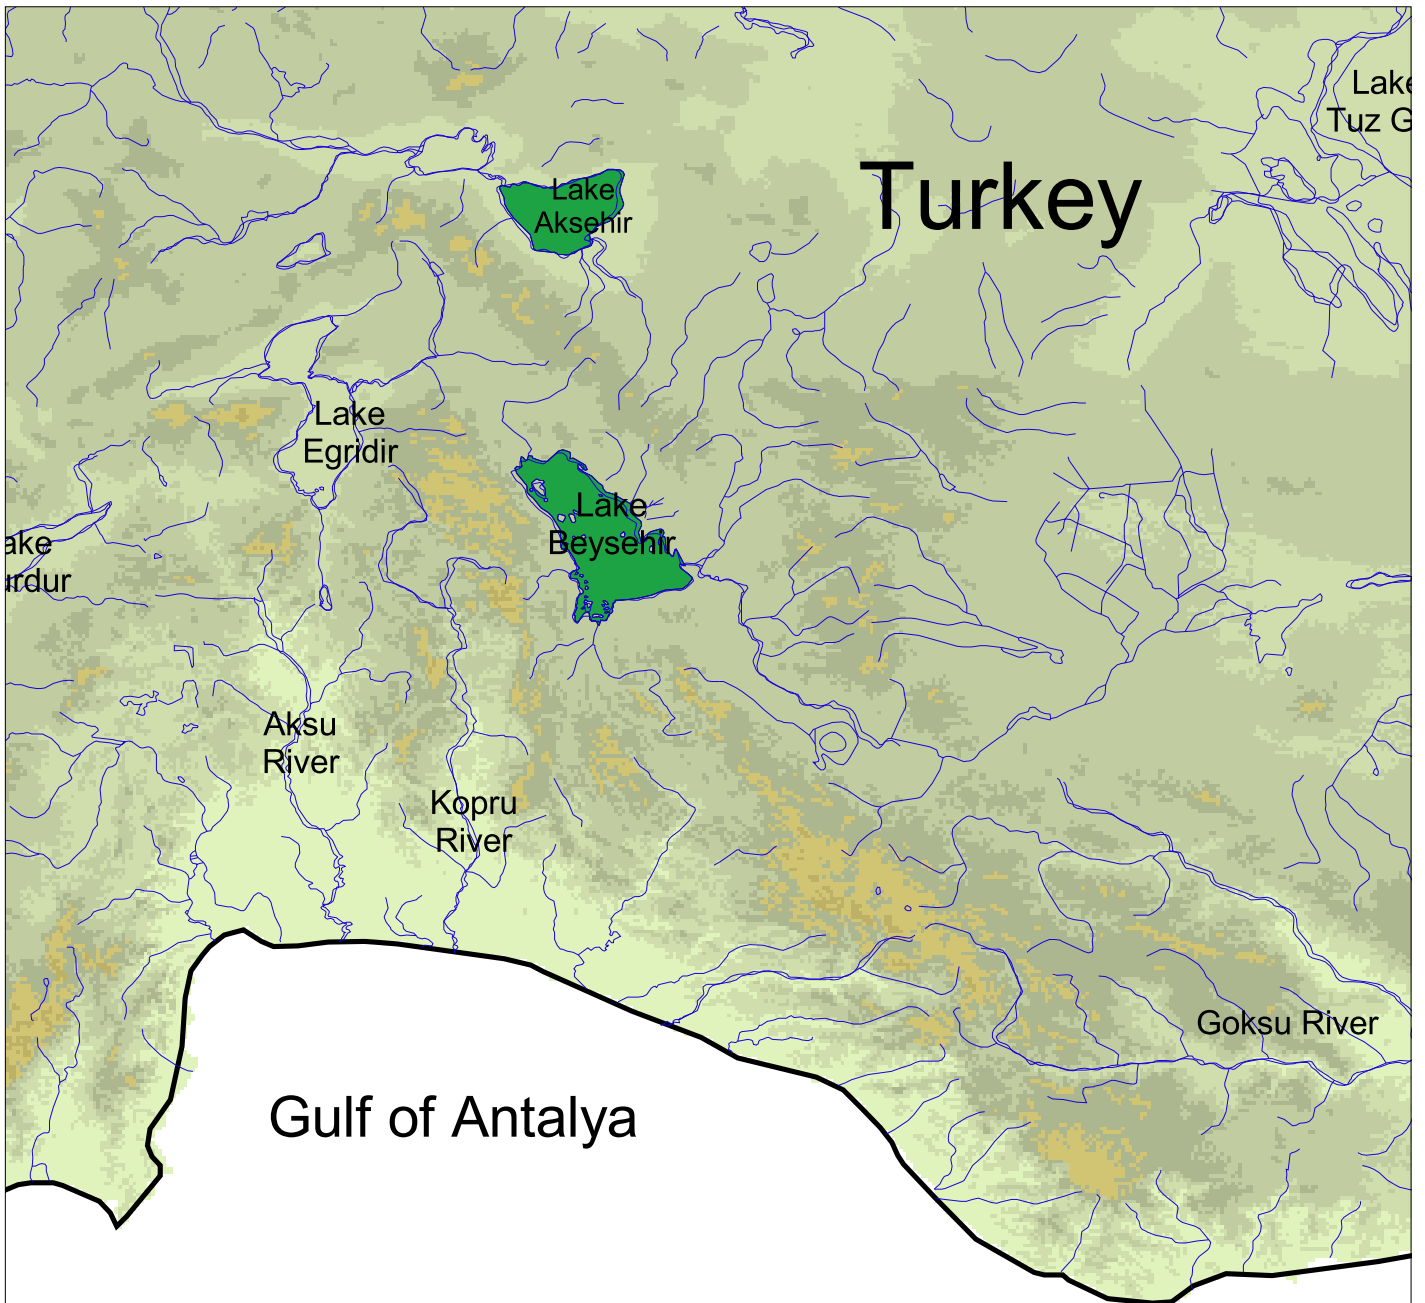 Lake
Tuz G
Turkey
Lake
Aksehir
Lake
Egridir
Lake
Beysehir
ake
urdur
Aksu
River
Kopru
River
Goksu River
Gulf of Antalya